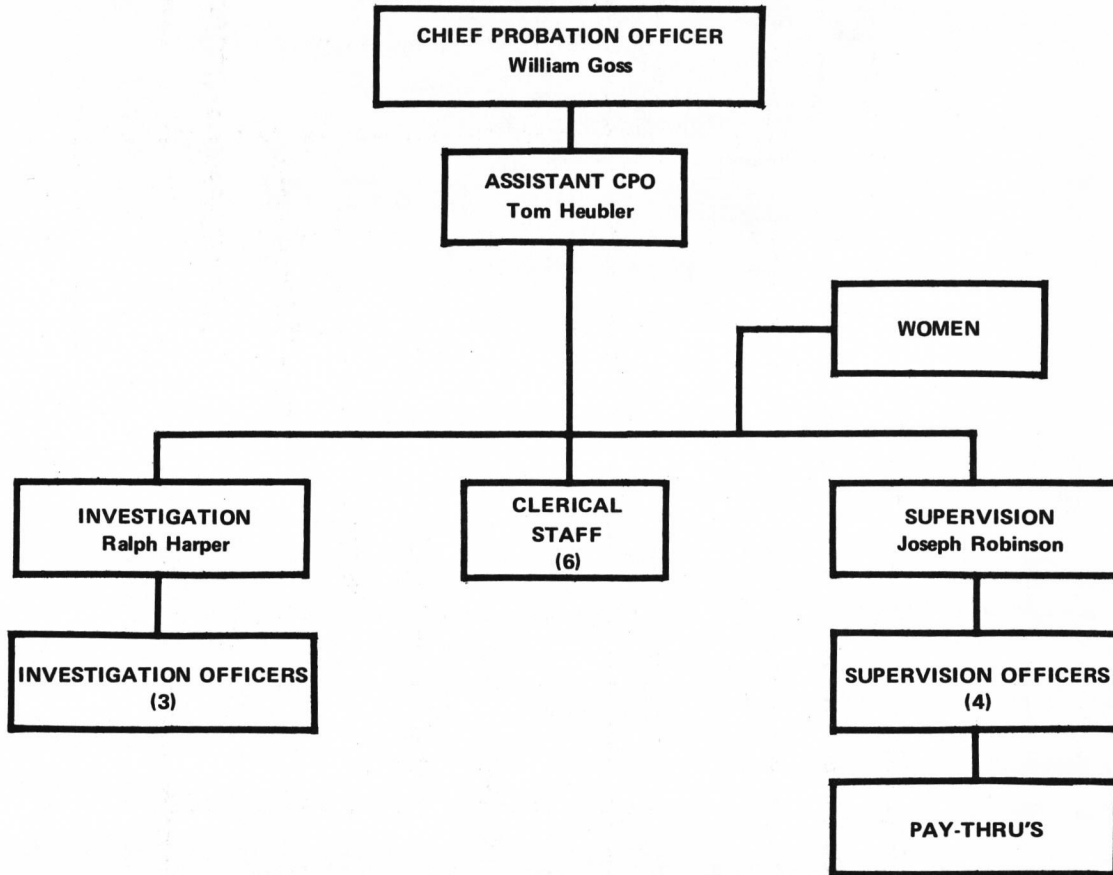 CHIEF PROBATION OFFICER
William Goss
ASSISTANT CPO
Tom Heubler
WOMEN
INVESTIGATION
Ralph Harper
CLERICAL
STAFF
(6)
SUPERVISION
Joseph Robinson
INVESTIGATION OFFICERS
(3)
SUPERVISION OFFICERS
(4)
PAY-THRU'S